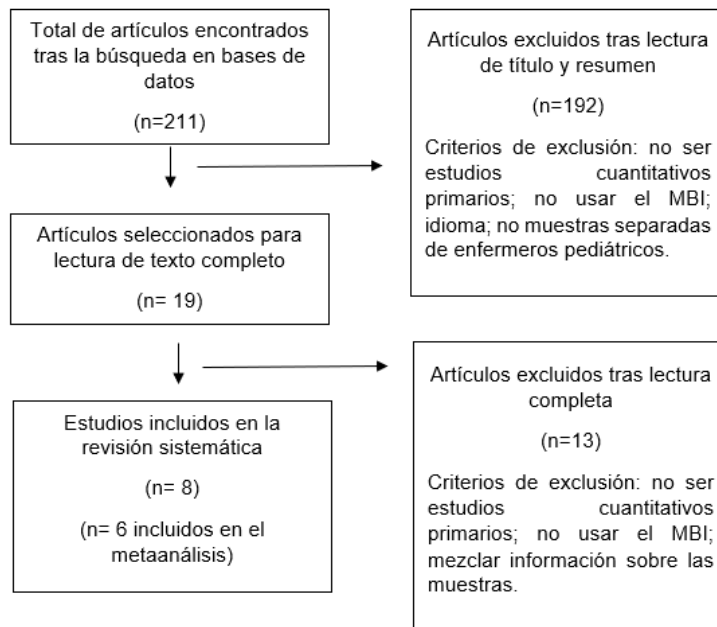 Total de artículos encontrados
tras la búsqueda en bases de
datos
(n=211)
Artículos excluidos tras lectura
de título y resumen
(n=192)
Criterios de exclusión: no ser
estudios cuantitativos
primarios; no usar el MBI;
idioma; no muestras separadas
de enfermeros pediátricos.
Artículos seleccionados para
lectura de texto completo
(n= 19)
Artículos excluidos tras lectura
completa
(n=13)
Criterios de exclusión: no ser
estudios cuantitativos
primarios; no usar el MBI;
mezclar información sobre las
muestras.
Estudios incluidos en la
revisión sistemática
(n= 8)
(n= 6 incluidos en el
metaanálisis)